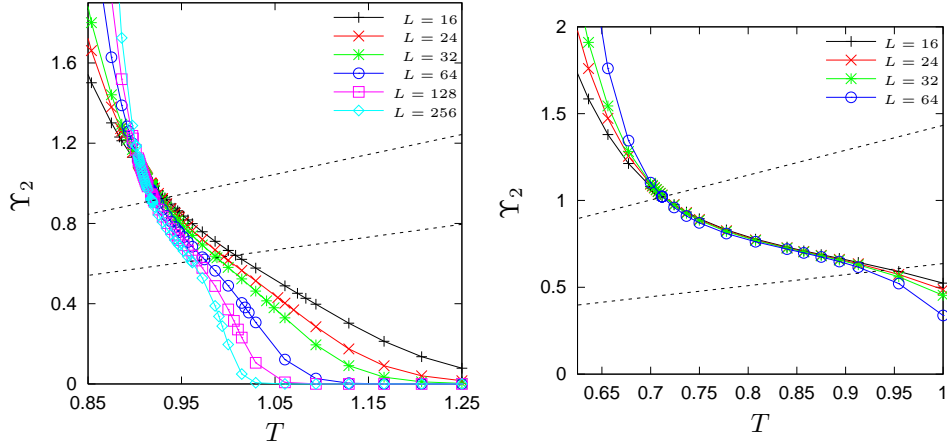 L = 16
L = 24
L = 32
L = 64
L = 128
L = 256
1.6
1.2
0.8
0.4
0
0.85 0.95 1.05 1.15 1.25
Υ₂
T
L = 16
L = 24
L = 32
L = 64
2
1.5
1
0.5
0
0.65 0.7 0.75 0.8 0.85 0.9 0.95 1
Υ₂
T